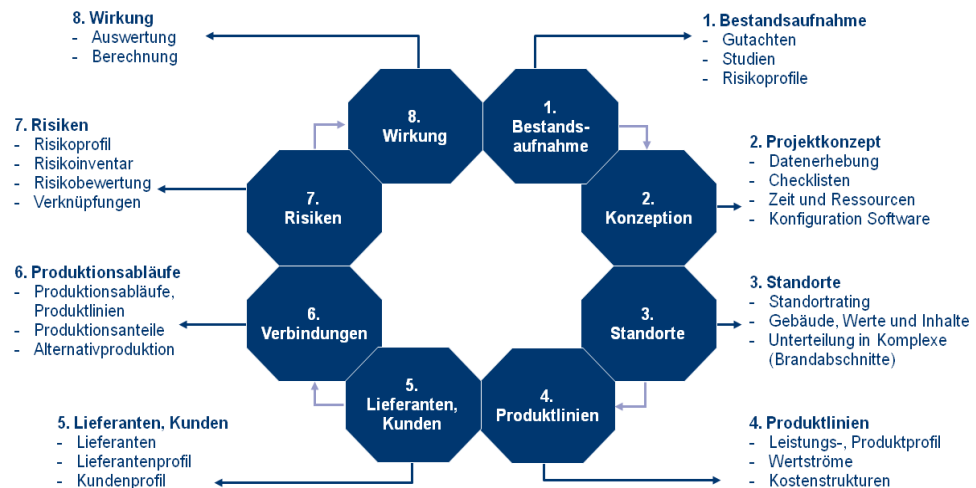 8. Wirkung
- Auswertung
- Berechnung
1. Bestandsaufnahme
- Gutachten
- Studien
- Risikoprofile
8.
Wirkung
1.
Bestands-
aufnahme
7. Risiken
- Risikoprofil
- Risikoinventar
- Risikobewertung
- Verknüpfungen
7.
Risiken
2.
Konzeption
2. Projektkonzept
- Datenerhebung
- Checklisten
- Zeit und Ressourcen
- Konfiguration Software
6. Produktionsabläufe
- Produktionsabläufe,
Produktlinien
- Produktionsanteile
- Alternativproduktion
6.
Verbindungen
3.
Standorte
3. Standorte
- Standortrating
- Gebäude, Werte und Inhalte
- Unterteilung in Komplexe
(Brandabschnitte)
5.
Lieferanten,
Kunden
4.
Produktlinien
5. Lieferanten, Kunden
- Lieferanten
- Lieferantenprofil
- Kundenprofil
4. Produktlinien
- Leistungs-, Produktprofil
- Wertströme
- Kostenstrukturen